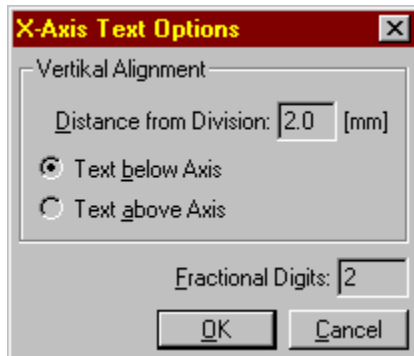 X-Axis Text Options
Vertikal Alignment
Distance from Division: 2.0 [mm]
Text below Axis
Text above Axis
Fractional Digits: 2
OK Cancel